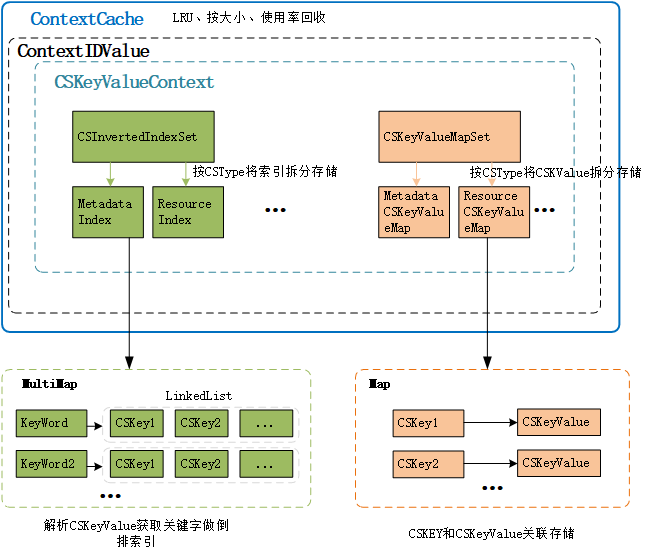 ContextCache
LRU、按大小、使用率回收
ContextIDValue
CSKeyValueContext
CSInvertedIndexSet
CSKeyValueMapSet
按CSType将索引拆分存储
按CSType将CSKValue拆分存储
Metadata
Index
Resource
Index
...
Metadata
CSKeyValu
eMap
Resource
CSKeyValu
eMap
...
MultiMap
LinkedList
KeyWord
CSKey1
CSKey2
...
KeyWord2
CSKey1
CSKey2
...
...
解析CSKeyValue获取关键字做倒
排索引
Map
CSKey1
CSKeyValue
CSKey2
CSKeyValue
...
CSKEY和CSKeyValue关联存储